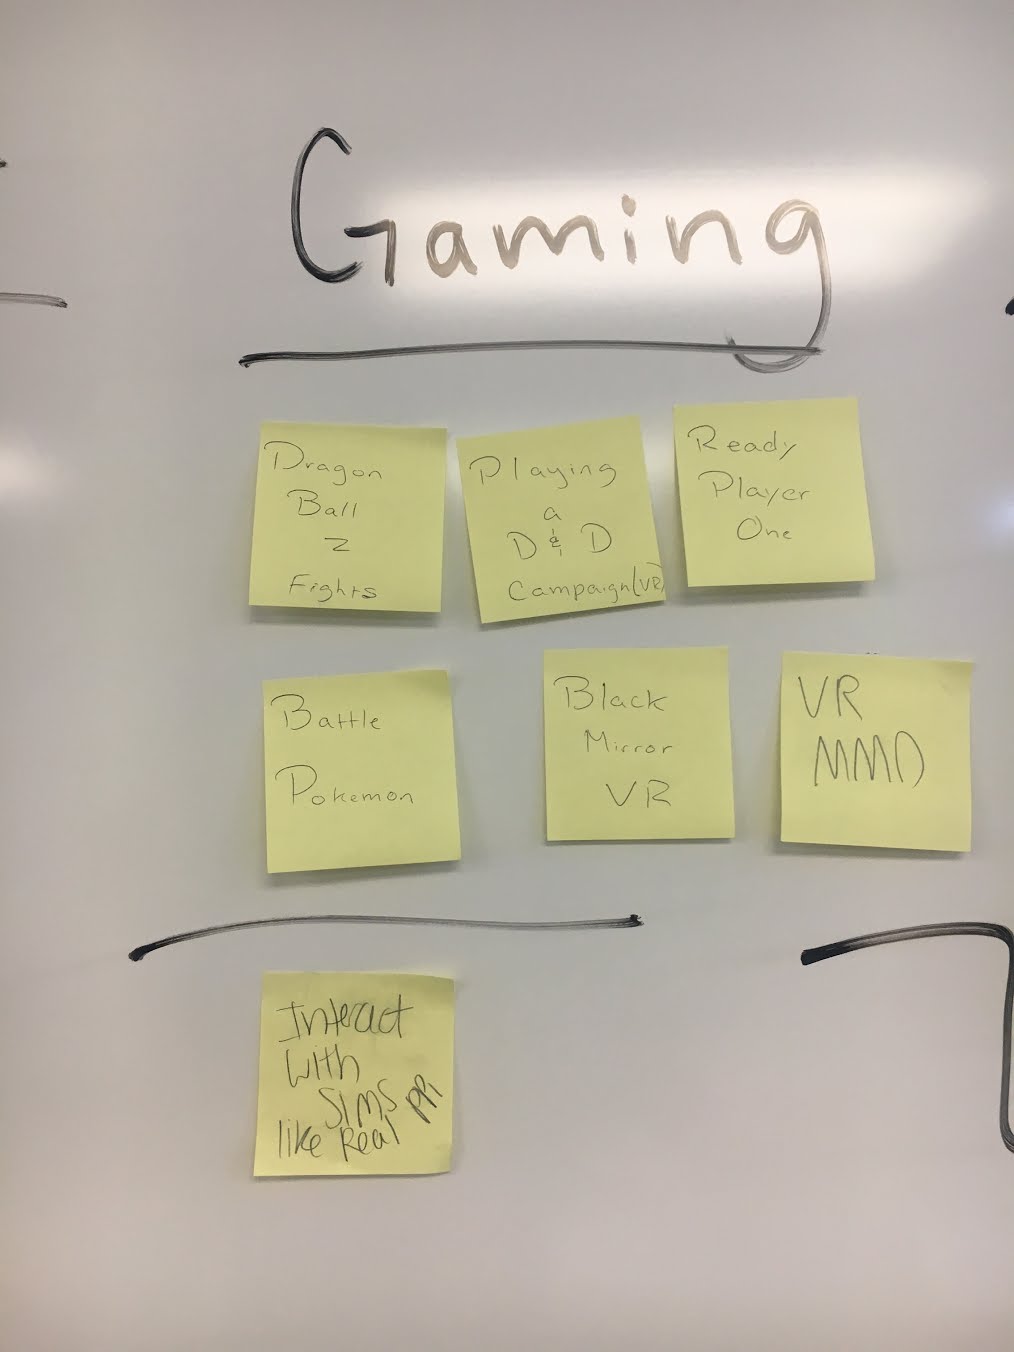 Gaming
Dragon
Ball
Z
Fights
Playing
a
D & D
Campaign(VR)
Ready
Player
One
Battle
Pokemon
Black
Mirror
VR
VR
MMO
Interact
with
SIMS
like Real PPl